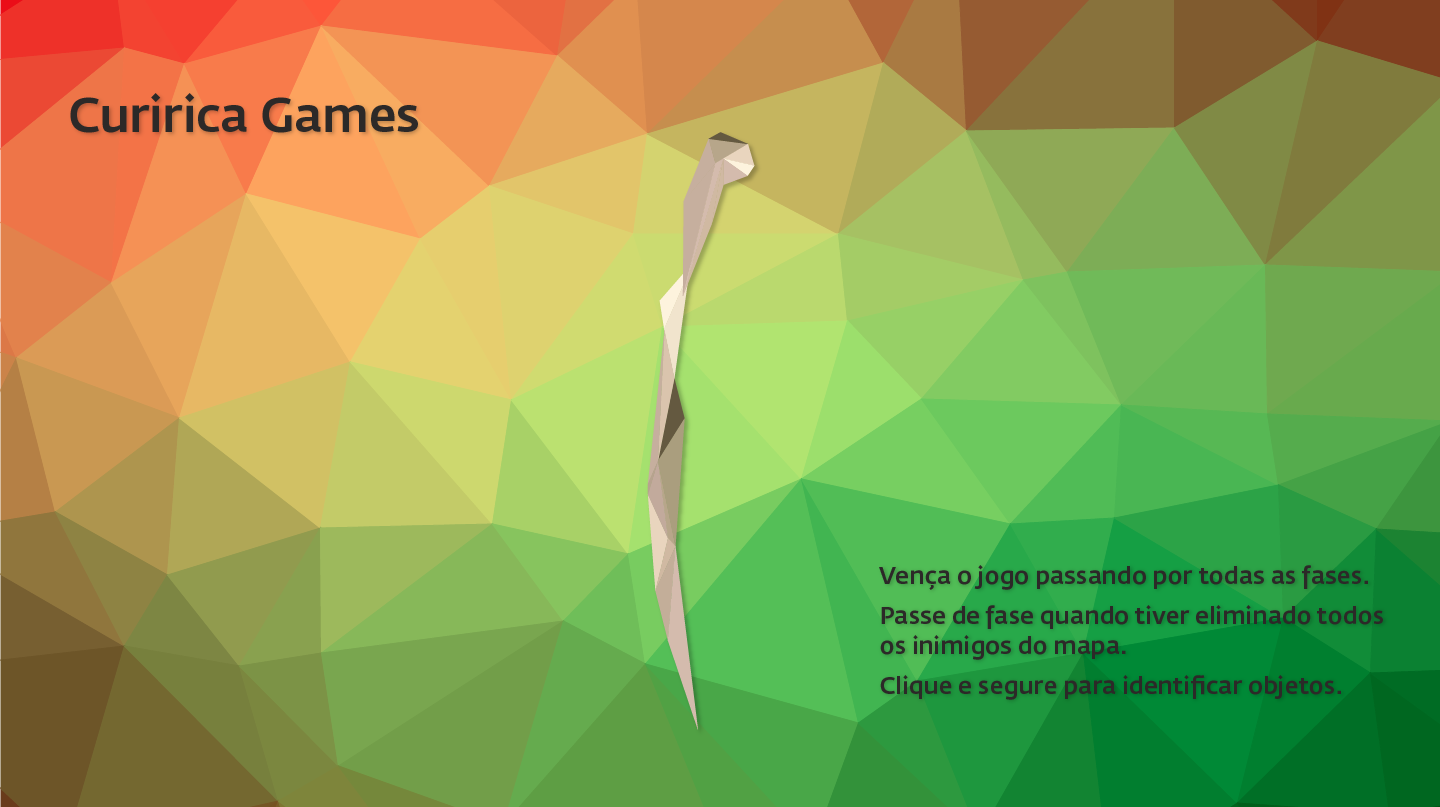 Curirica Games
Vença o jogo passando por todas as fases.
Passe de fase quando tiver eliminado todos
os inimigos do mapa.
Clique e segure para identificar objetos.